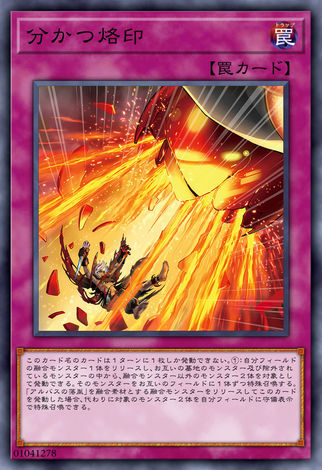 分かつ烙印
トラップ
罠
【罠カード】
このカード名のカードは１ターンに１枚しか発動できない。①：自分フィールド
の融合モンスター１体をリリースし、お互いの墓地のモンスター及び除外されて
いるモンスターの中から、融合モンスター以外のモンスター２体を対象とし
て発動できる。そのモンスターをお互いのフィールドに１体ずつ特殊召喚する。
「アルバスの落胤」を融合素材とする融合モンスターをリリースしてこのカード
を発動した場合、代わりに対象のモンスター２体を自分フィールドに守備表示
で特殊召喚できる。
01041278